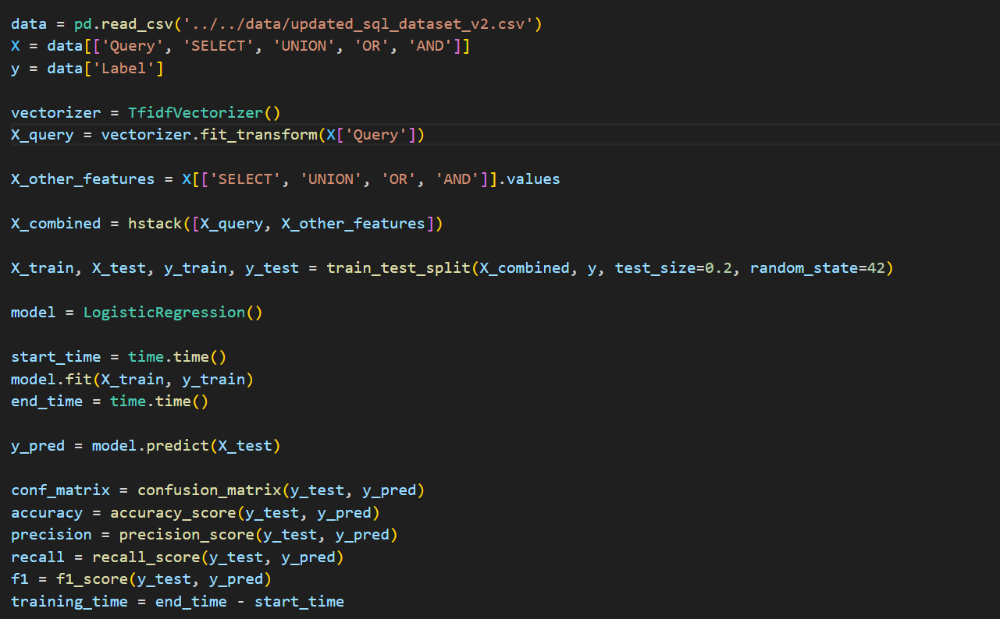 data = pd.read_csv('../../data/updated_sql_dataset_v2.csv')
X = data[['Query', 'SELECT', 'UNION', 'OR', 'AND']]
y = data['Label']
vectorizer = TfidfVectorizer()
X_query = vectorizer.fit_transform(X['Query'])
X_other_features = X[['SELECT', 'UNION', 'OR', 'AND']].values
X_combined = hstack([X_query, X_other_features])
X_train, X_test, y_train, y_test = train_test_split(X_combined, y, test_size=0.2, random_state=42)
model = LogisticRegression()
start_time = time.time()
model.fit(X_train, y_train)
end_time = time.time()
y_pred = model.predict(X_test)
conf_matrix = confusion_matrix(y_test, y_pred)
accuracy = accuracy_score(y_test, y_pred)
precision = precision_score(y_test, y_pred)
recall = recall_score(y_test, y_pred)
f1 = f1_score(y_test, y_pred)
training_time = end_time - start_time